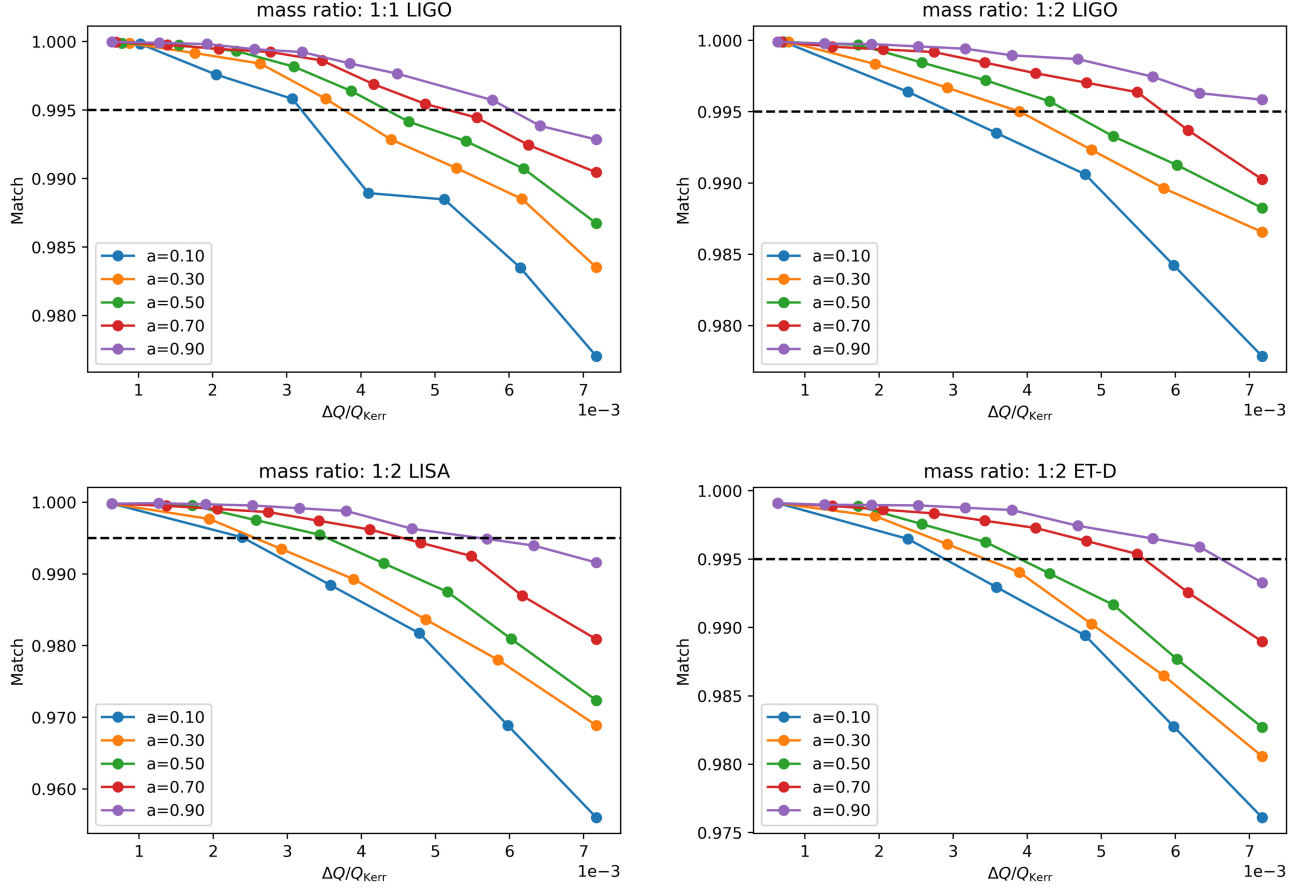 mass ratio: 1:1 LIGO
1.000
0.995
0.990
0.985
0.980
Match
a=0.10
a=0.30
a=0.50
a=0.70
a=0.90
1 2 3 4 5 6 7
1e−3
ΔQ/Q_Kerr
mass ratio: 1:2 LIGO
1.000
0.995
0.990
0.985
0.980
Match
a=0.10
a=0.30
a=0.50
a=0.70
a=0.90
1 2 3 4 5 6 7
1e−3
ΔQ/Q_Kerr
mass ratio: 1:2 LISA
1.000
0.990
0.980
0.970
0.960
Match
a=0.10
a=0.30
a=0.50
a=0.70
a=0.90
1 2 3 4 5 6 7
1e−3
ΔQ/Q_Kerr
mass ratio: 1:2 ET-D
1.000
0.995
0.990
0.985
0.980
0.975
Match
a=0.10
a=0.30
a=0.50
a=0.70
a=0.90
1 2 3 4 5 6 7
1e−3
ΔQ/Q_Kerr